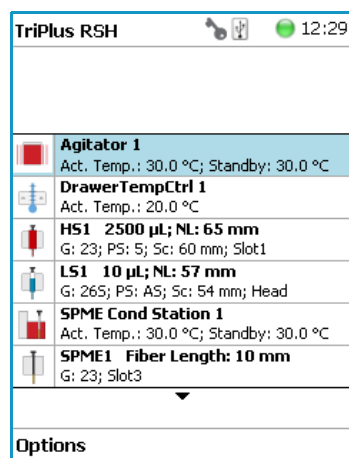 TriPlus RSH 12:29
Agitator 1
Act. Temp.: 30.0 °C; Standby: 30.0 °C
DrawerTempCtrl 1
Act. Temp.: 20.0 °C
HS1 2500 µL; NL: 65 mm
G: 23; PS: 5; Sc: 60 mm; Slot1
LS1 10 µL; NL: 57 mm
G: 26S; PS: AS; Sc: 54 mm; Head
SPME Cond Station 1
Act. Temp.: 30.0 °C; Standby: 30.0 °C
SPME1 Fiber Length: 10 mm
G: 23; Slot3
Options